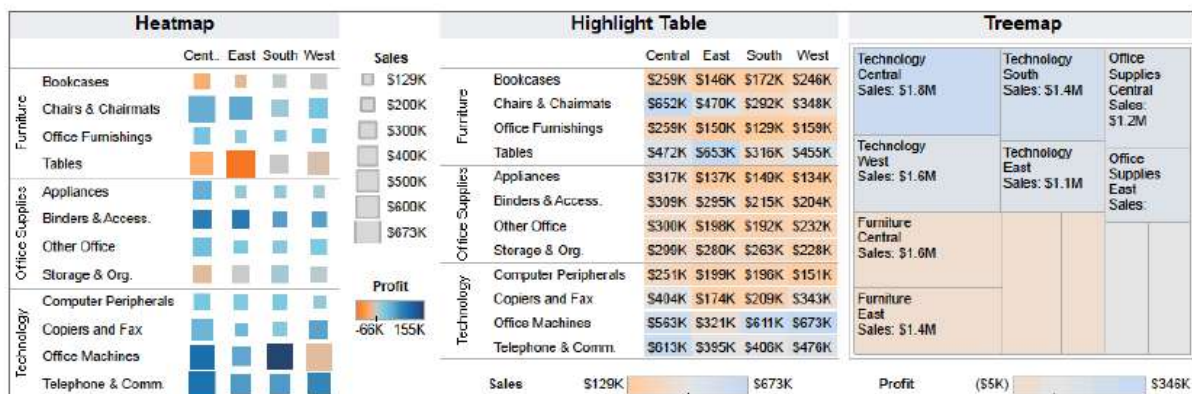 Heatmap
Cent.. East South West
Furniture
Bookcases
Chairs & Chairmats
Office Furnishings
Tables
Office Supplies
Appliances
Binders & Access.
Other Office
Storage & Org.
Technology
Computer Peripherals
Copiers and Fax
Office Machines
Telephone & Comm.
Sales
$129K
$200K
$300K
$400K
$500K
$600K
$673K
Profit
-66K 155K
Highlight Table
Central East South West
Furniture
Bookcases $259K $146K $172K $246K
Chairs & Chairmats $652K $470K $292K $348K
Office Furnishings $259K $150K $129K $159K
Tables $472K $653K $316K $455K
Office Supplies
Appliances $317K $137K $149K $134K
Binders & Access. $309K $295K $215K $204K
Other Office $300K $198K $192K $232K
Storage & Org. $299K $280K $263K $228K
Technology
Computer Peripherals $251K $199K $196K $151K
Copiers and Fax $404K $174K $209K $343K
Office Machines $563K $321K $611K $673K
Telephone & Comm. $613K $395K $406K $476K
Sales $129K $673K
Treemap
Technology
Central
Sales: $1.8M
Technology
South
Sales: $1.4M
Office
Supplies
Central
Sales:
$1.2M
Technology
West
Sales: $1.6M
Technology
East
Sales: $1.1M
Office
Supplies
East
Sales:
Furniture
Central
Sales: $1.6M
Furniture
East
Sales: $1.4M
Profit ($5K) $346K